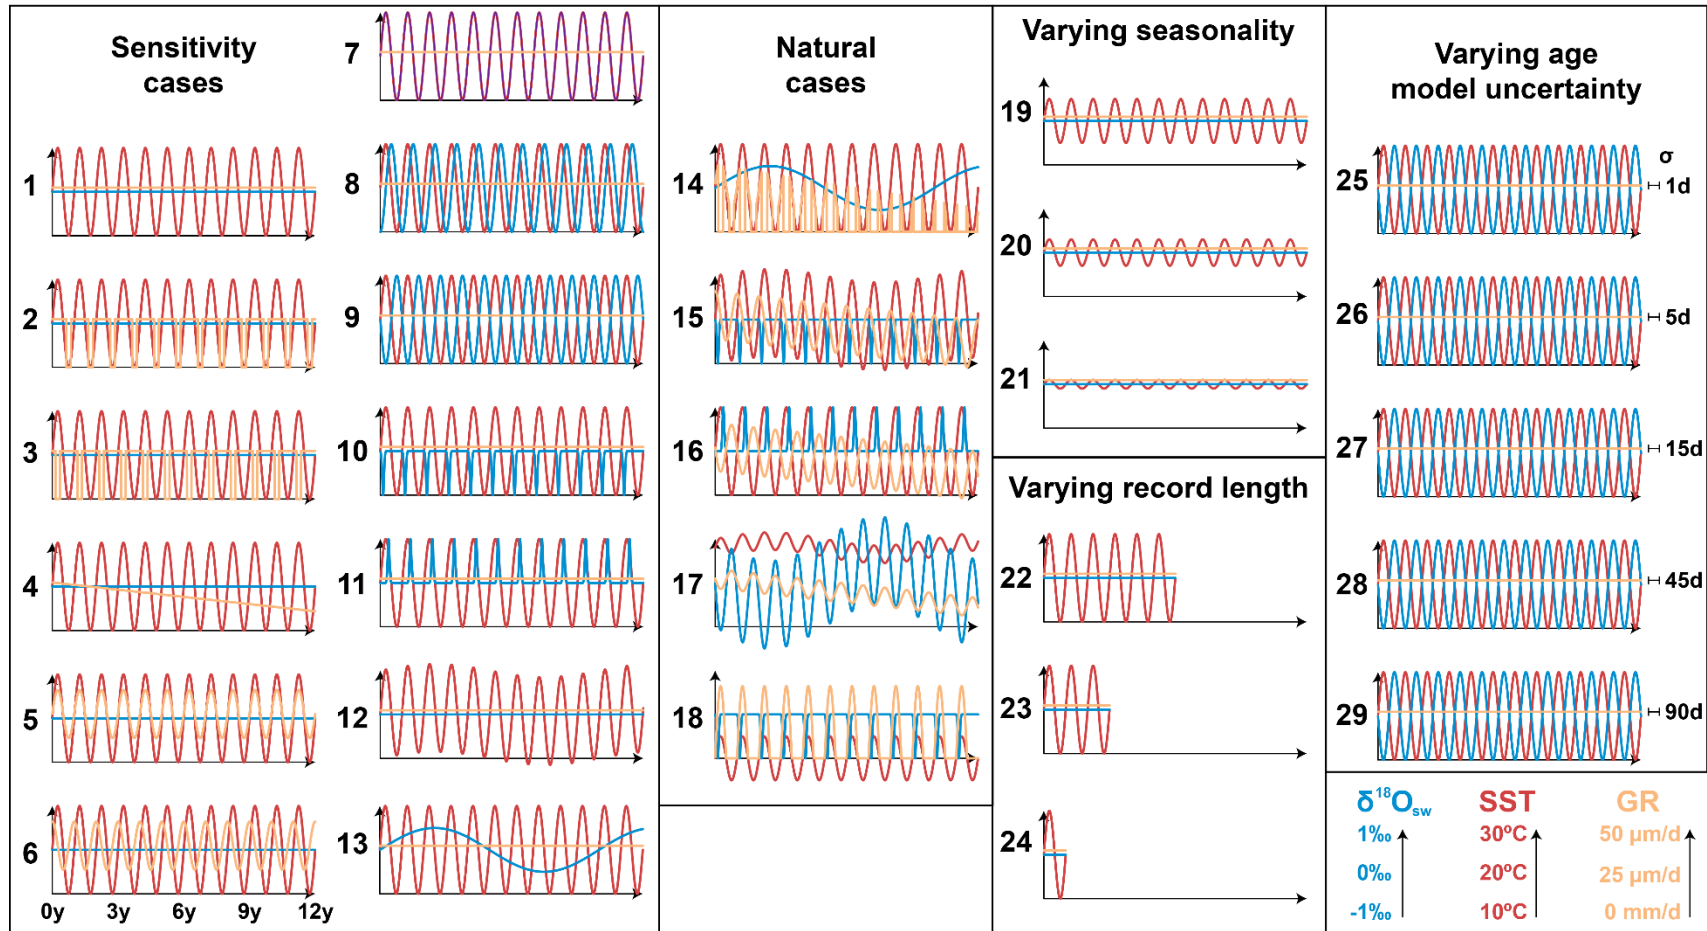 Sensitivity
cases
1
2
3
4
5
6
0y 3y 6y 9y 12y
7
8
9
10
11
12
13
Natural
cases
14
15
16
17
18
Varying seasonality
19
20
21
Varying record length
22
23
24
Varying age
model uncertainty
σ
25 1d
26 5d
27 15d
28 45d
29 90d
δ¹⁸Osw SST GR
1‰ 30ºC 50 µm/d
0‰ 20ºC 25 µm/d
-1‰ 10ºC 0 mm/d